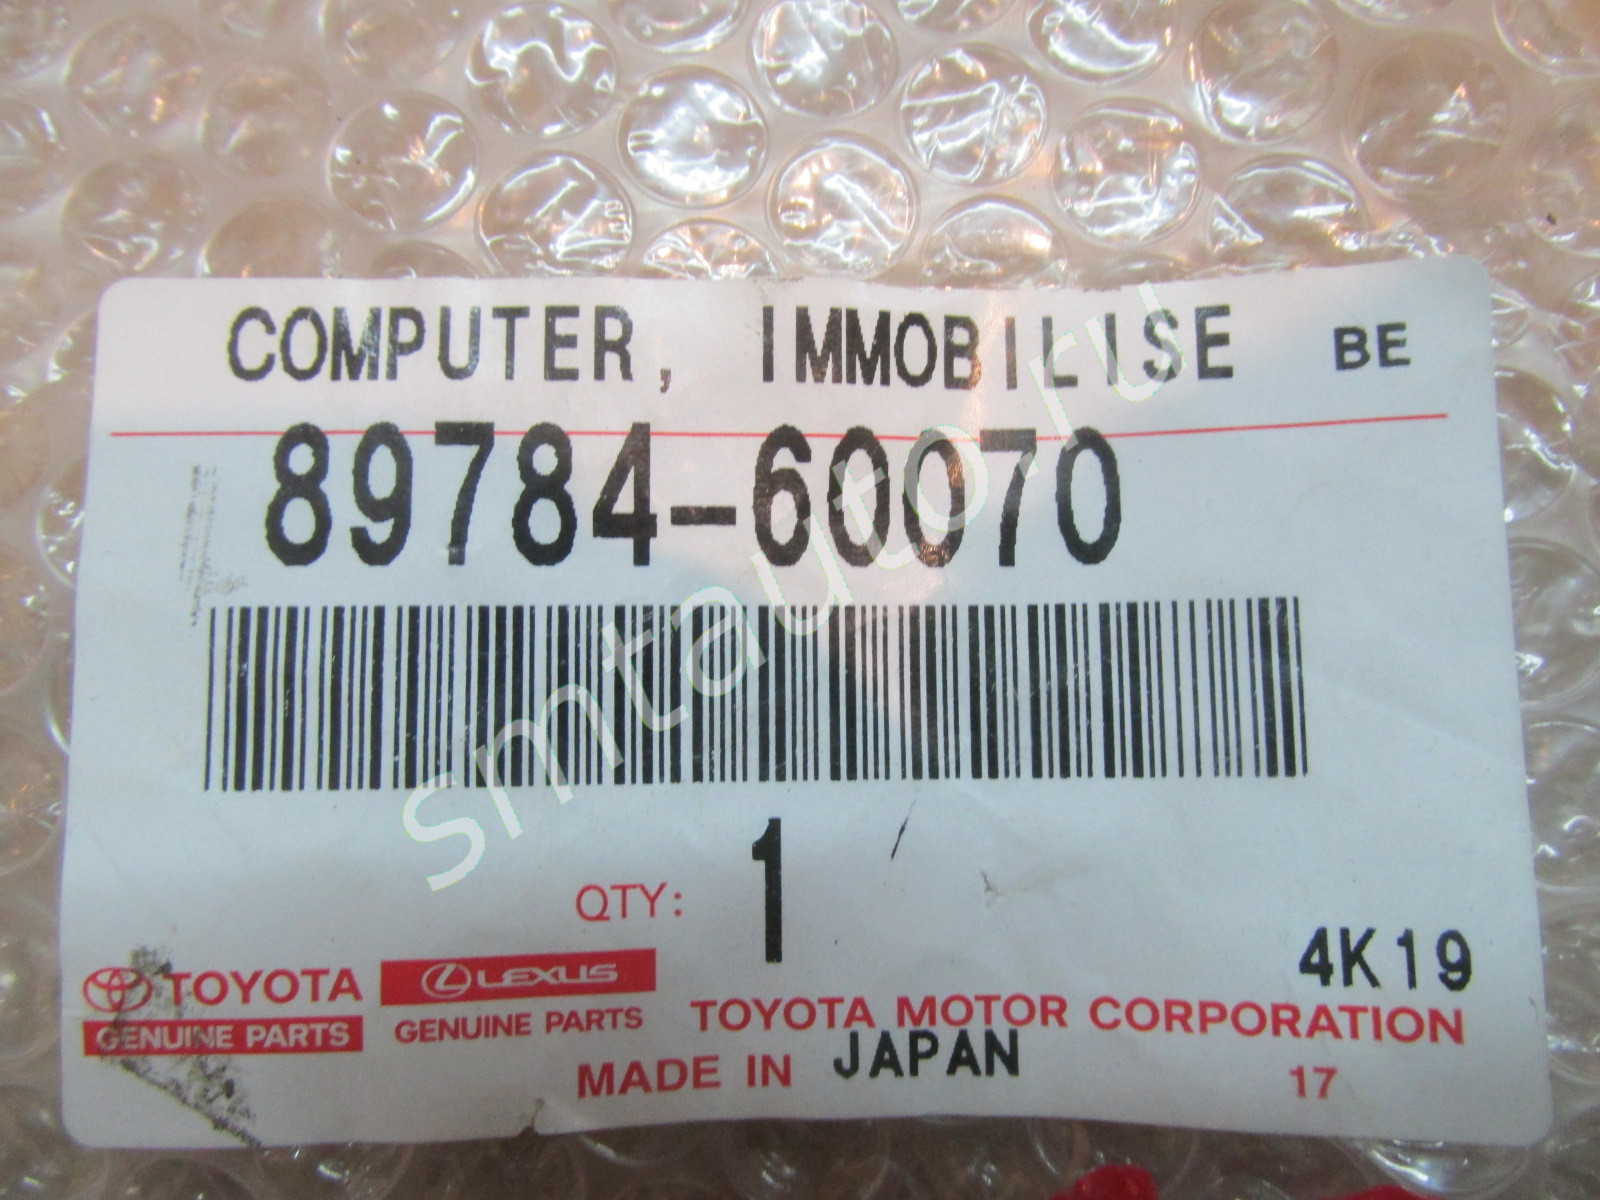 COMPUTER, IMMOBILISE BE
89784-60070
smtauto.ru
QTY: 1
4K19
TOYOTA LEXUS
GENUINE PARTS GENUINE PARTS TOYOTA MOTOR CORPORATION
MADE IN JAPAN 17